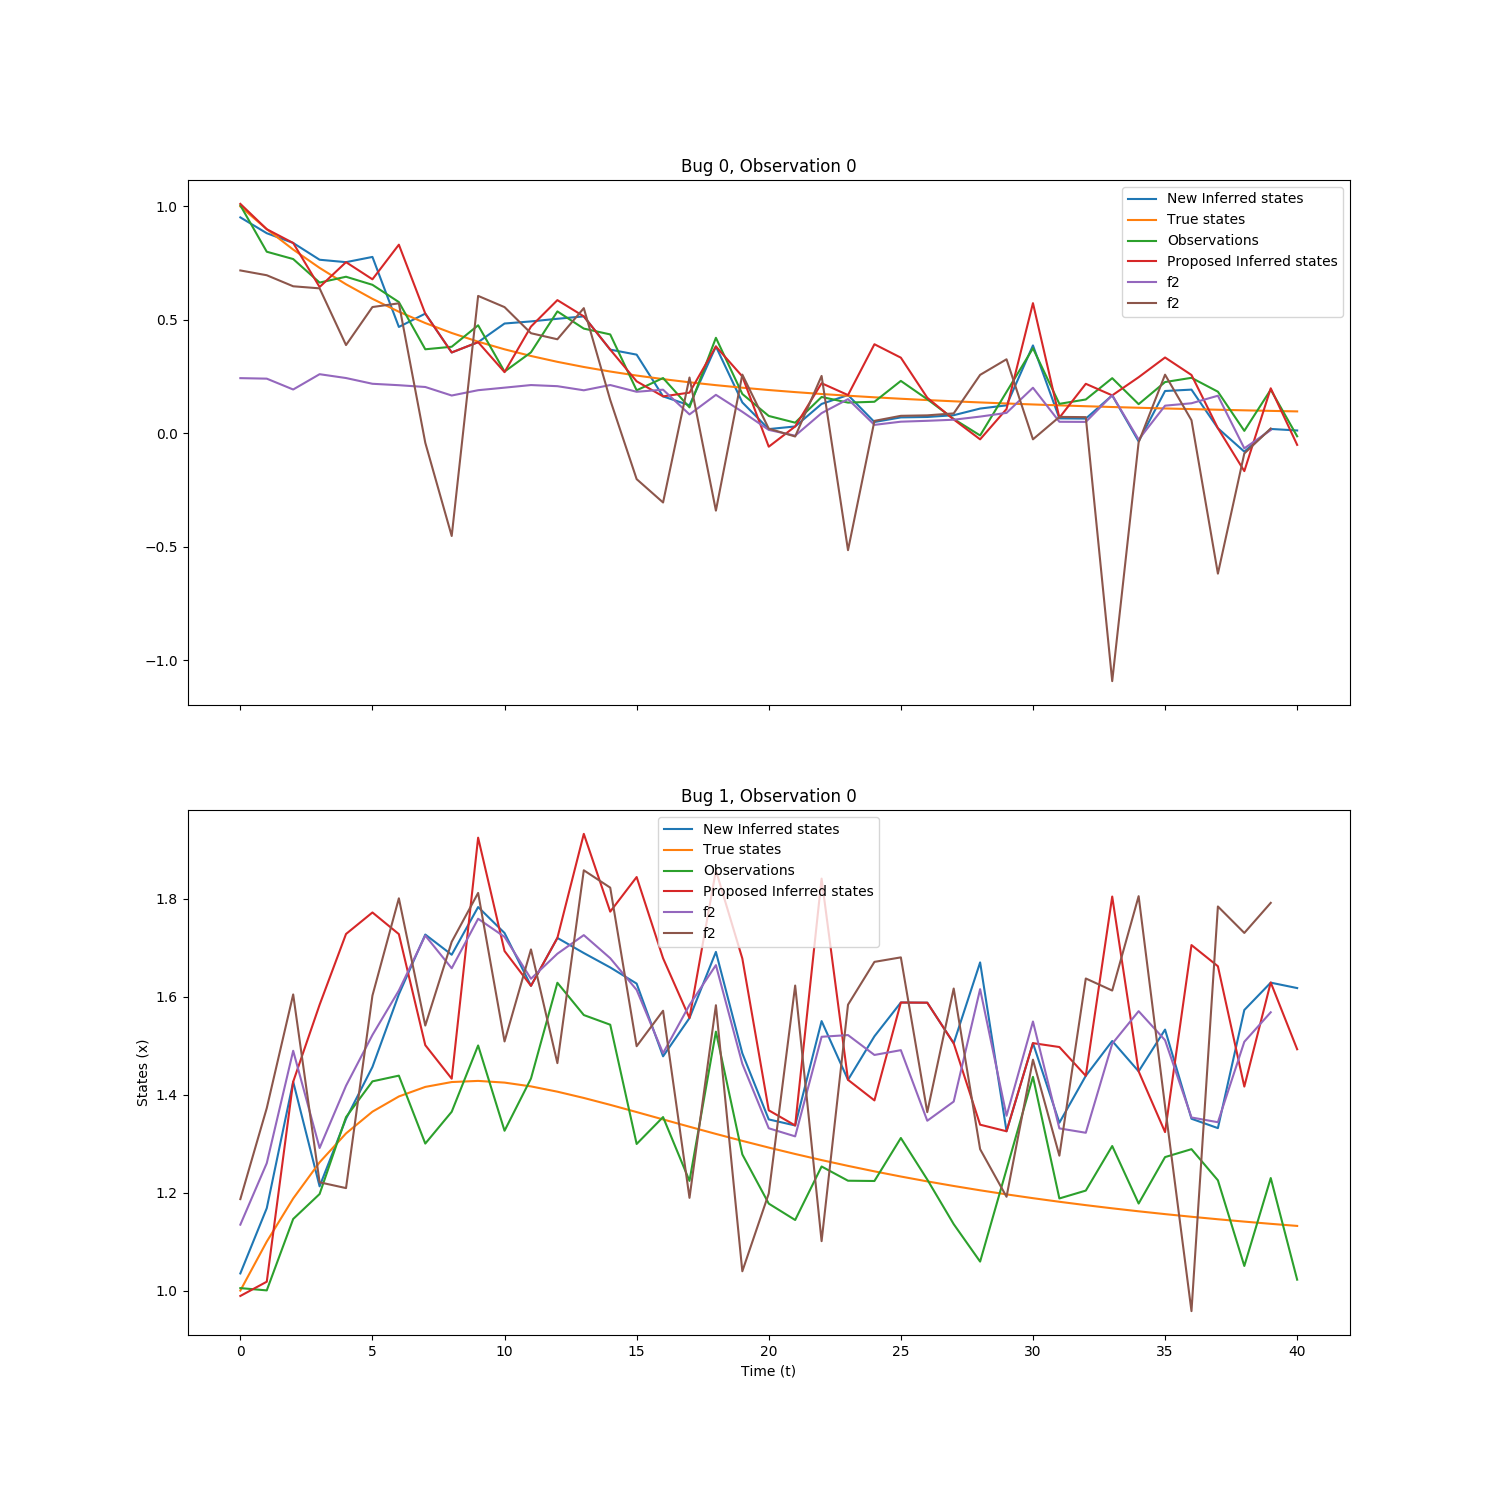 Bug 0, Observation 0
1.0
0.5
0.0
−0.5
−1.0
New Inferred states
True states
Observations
Proposed Inferred states
f2
f2
Bug 1, Observation 0
States (x)
1.8
1.6
1.4
1.2
1.0
New Inferred states
True states
Observations
Proposed Inferred states
f2
f2
0 5 10 15 20 25 30 35 40
Time (t)